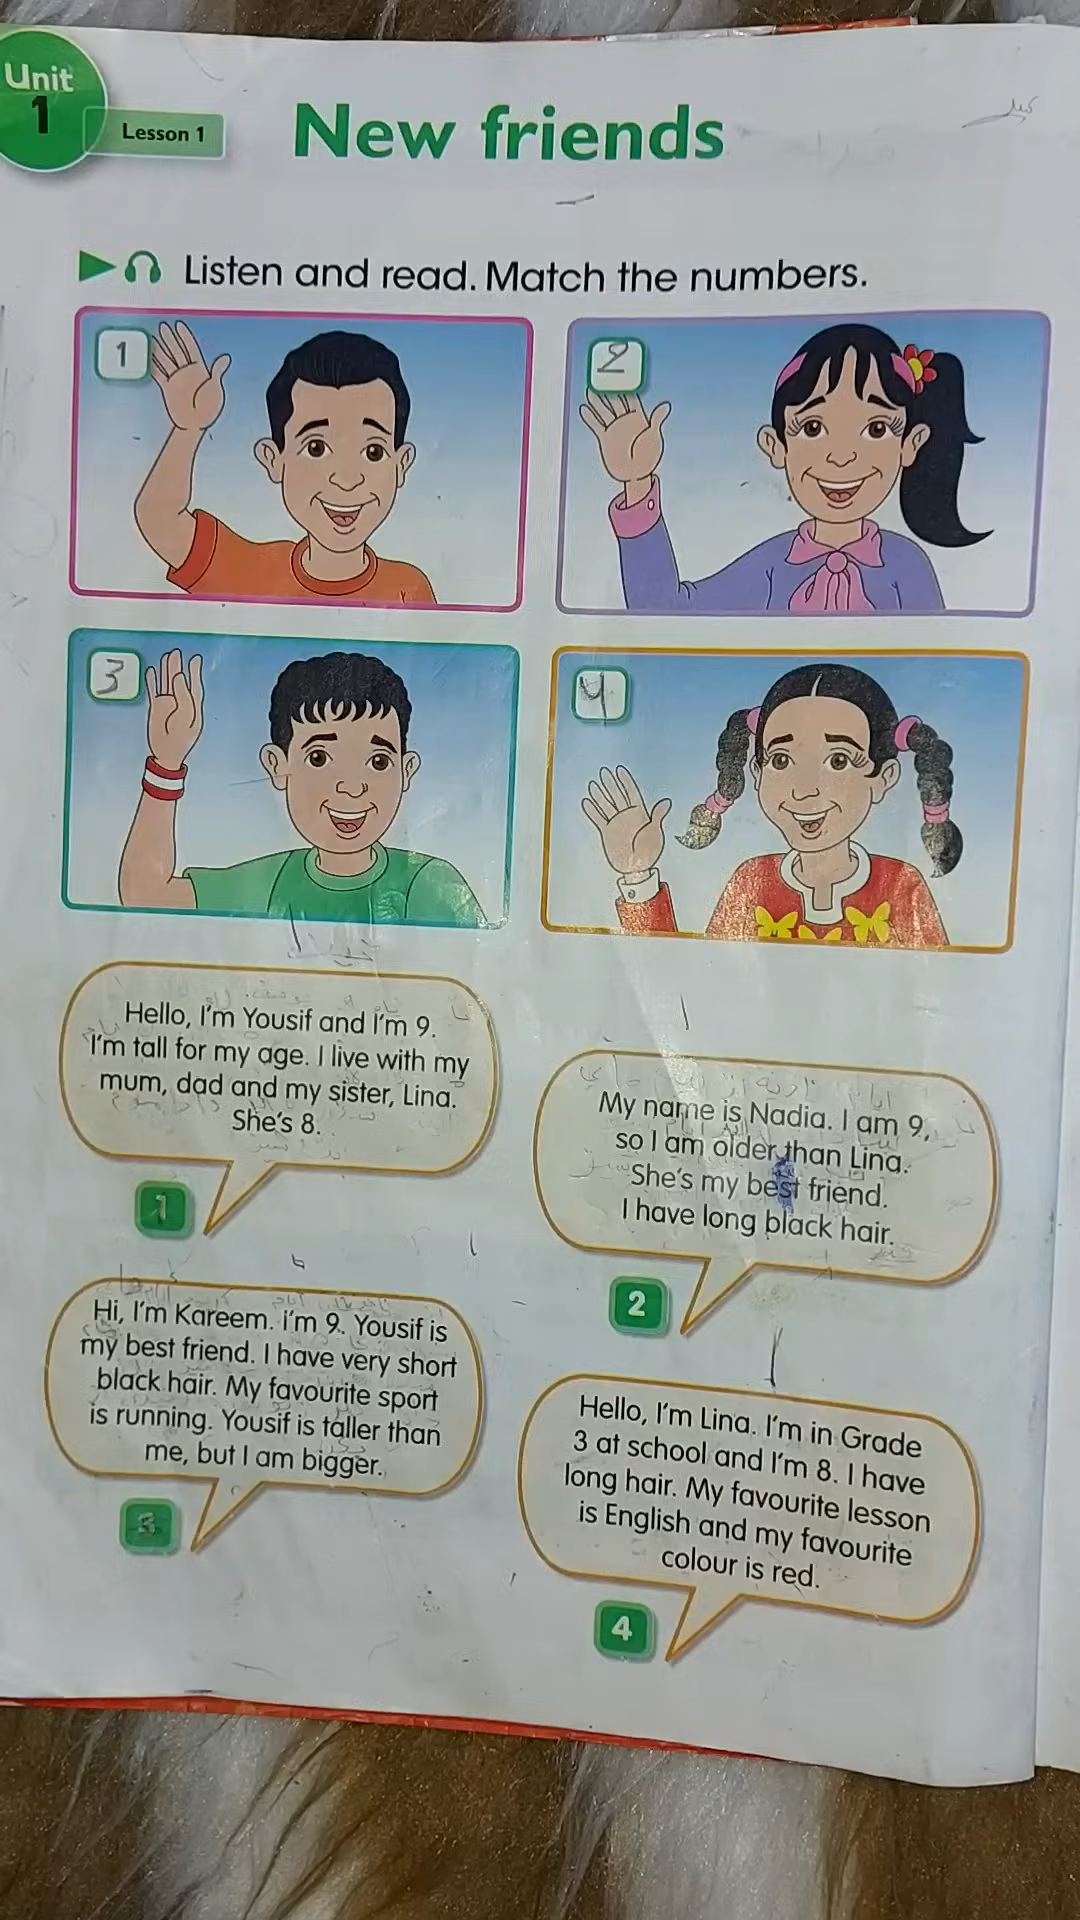 Unit
1
Lesson 1
New friends
Listen and read. Match the numbers.
1
2
3
4
Hello, I'm Yousif and I'm 9.
I'm tall for my age. I live with my
mum, dad and my sister, Lina.
She's 8.
1
My name is Nadia. I am 9,
so I am older than Lina.
She's my best friend.
I have long black hair.
2
Hi, I'm Kareem. I'm 9. Yousif is
my best friend. I have very short
black hair. My favourite sport
is running. Yousif is taller than
me, but I am bigger.
3
Hello, I'm Lina. I'm in Grade
3 at school and I'm 8. I have
long hair. My favourite lesson
is English and my favourite
colour is red.
4